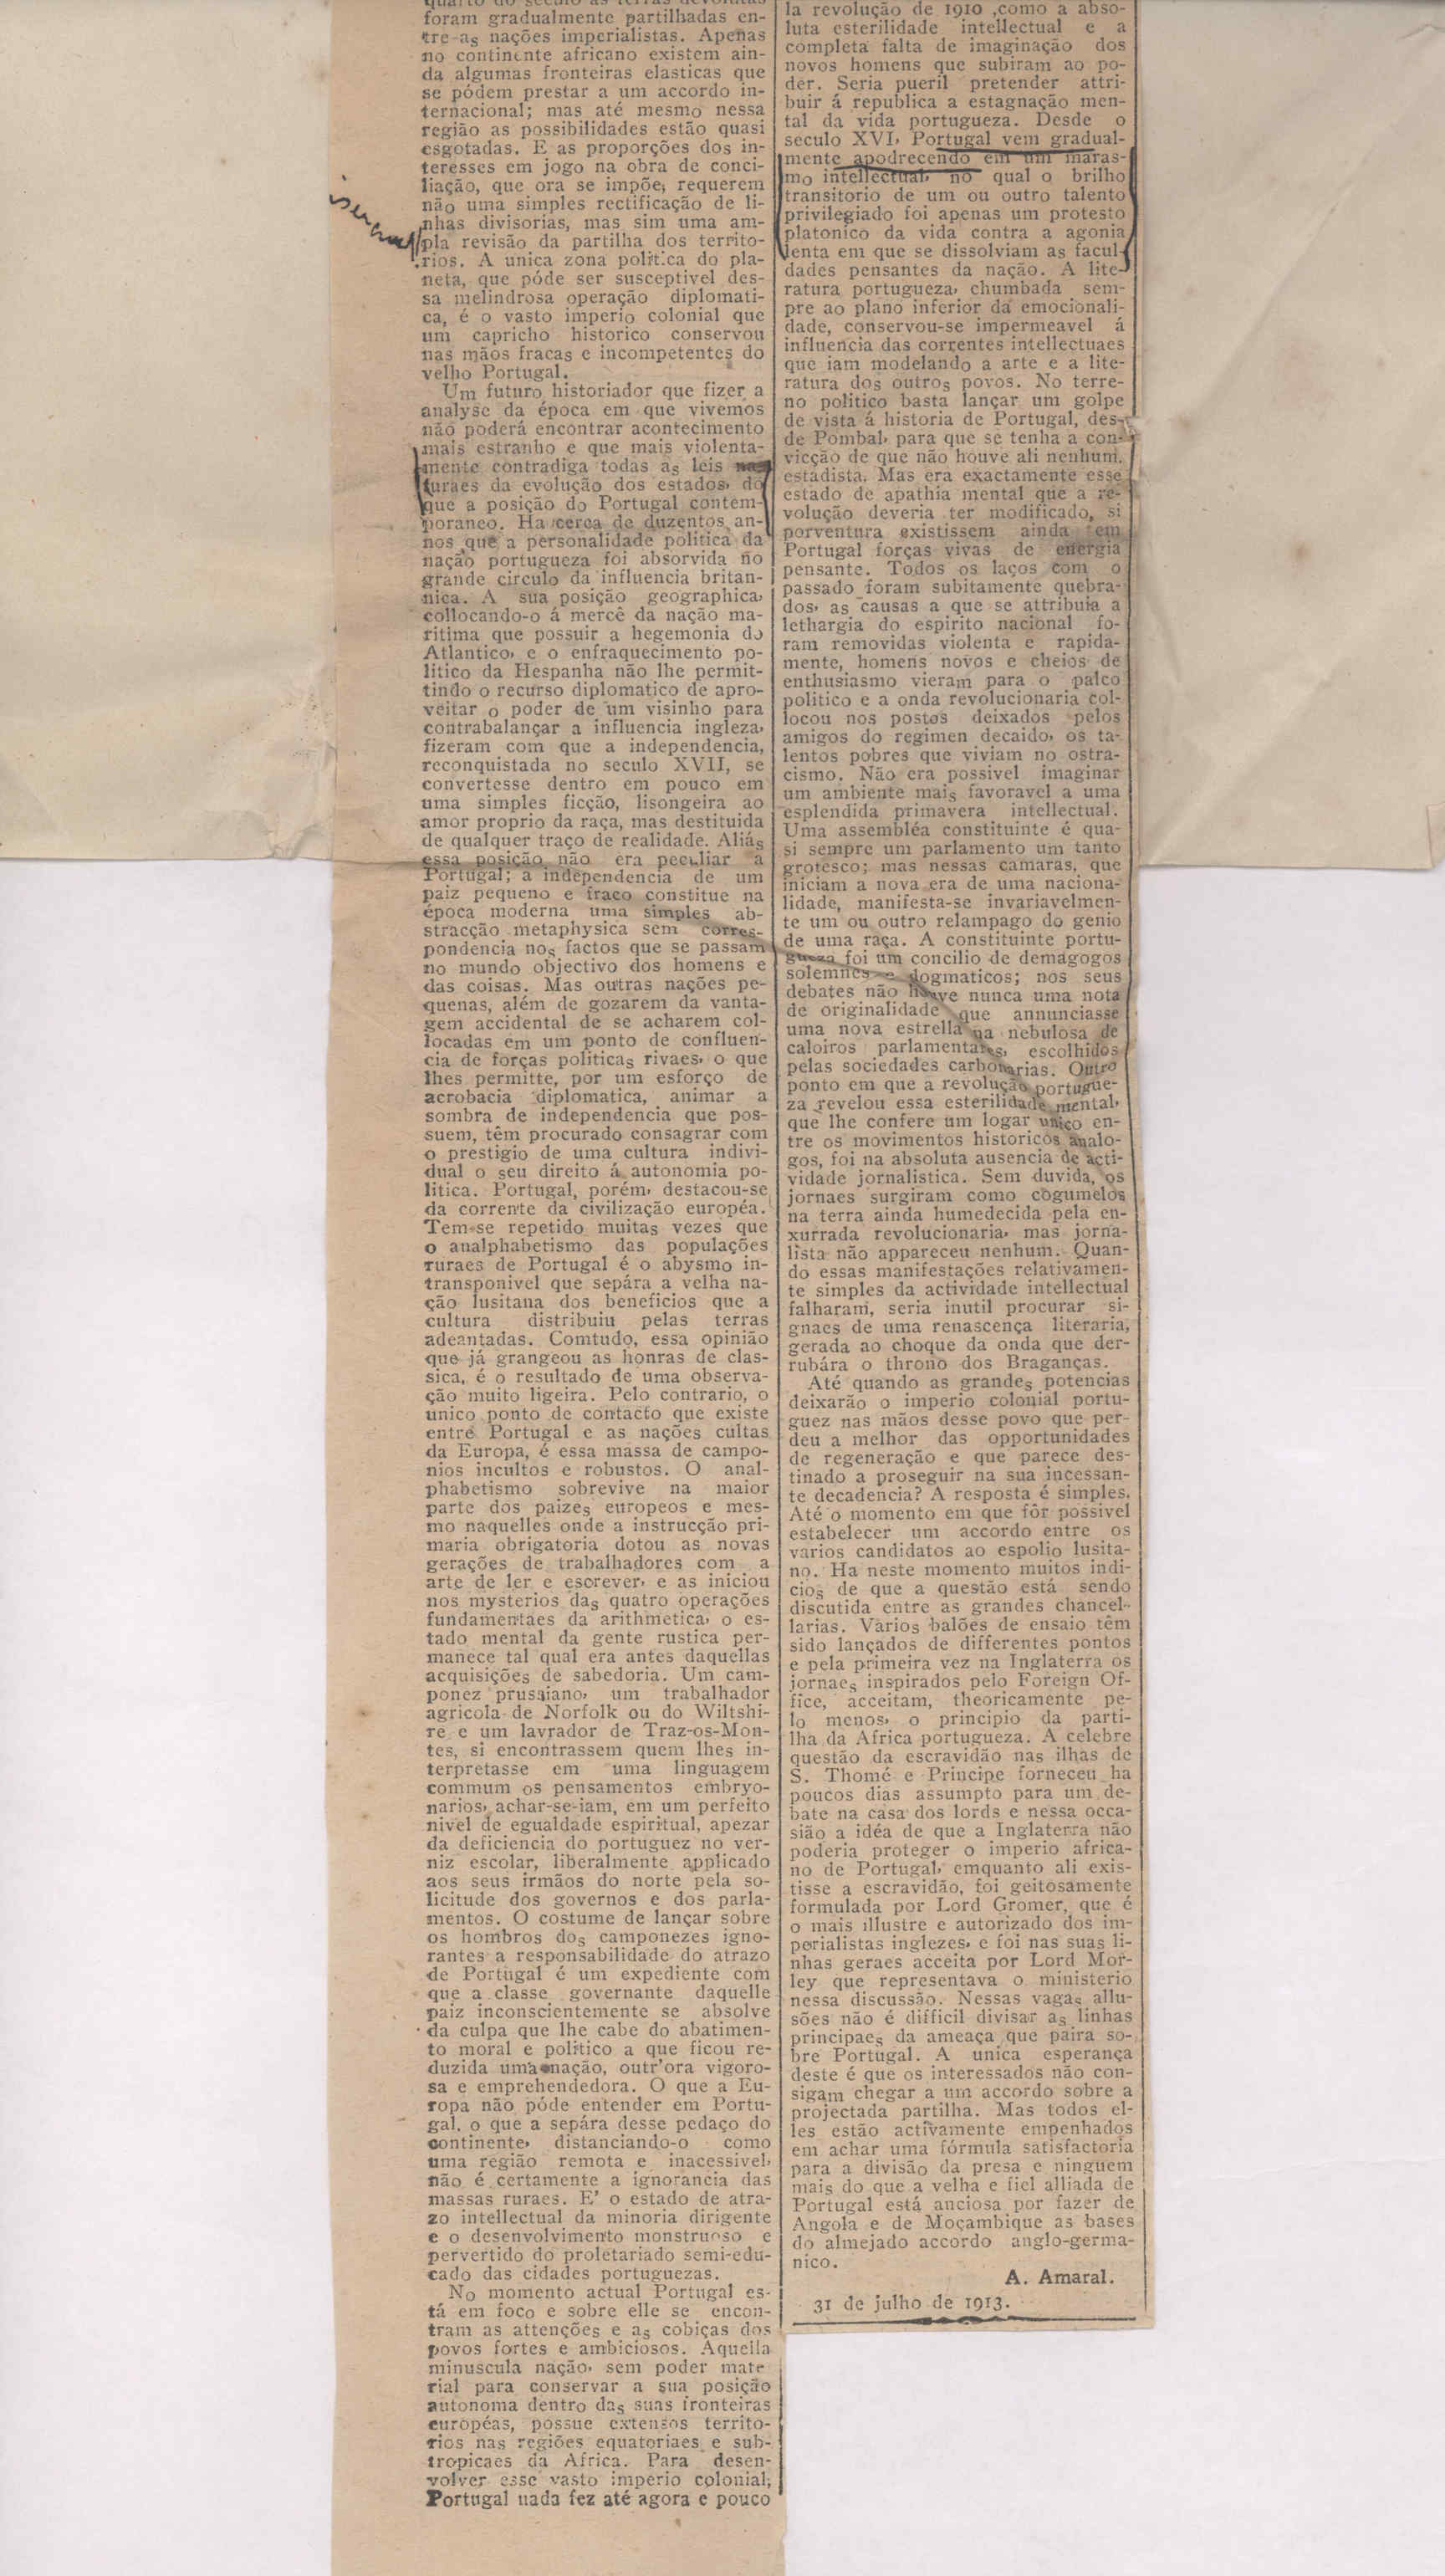 quarto do seculo as terras devolutas
foram gradualmente partilhadas en-
tre-as nações imperialistas. Apenas
no continente africano existem ain-
da algumas fronteiras elasticas que
se pódem prestar a um accordo in-
ternacional; mas até mesmo nessa
região as possibilidades estão quasi
esgotadas. E as proporções dos in-
teresses em jogo na obra de conci-
liação, que ora se impõe, requerem
não uma simples rectificação de li-
nhas divisorias, mas sim uma am-
pla revisão da partilha dos territo-
rios. A unica zona politica do pla-
neta, que póde ser susceptivel des-
sa melindrosa operação diplomati-
ca, é o vasto imperio colonial que
um capricho historico conservou
nas mãos fracas e incompetentes do
velho Portugal.
Um futuro historiador que fizer a
analyse da época em que vivemos
não poderá encontrar acontecimento
mais estranho e que mais violenta-
mente contradiga todas as leis na-
turaes da evolução dos estados, do
que a posição do Portugal contem-
poraneo. Ha cerca de duzentos an-
nos que a personalidade politica da
nação portugueza foi absorvida no
grande circulo da influencia britan-
nica. A sua posição geographica,
collocando-o á mercê da nação ma-
ritima que possuir a hegemonia do
Atlantico, e o enfraquecimento po-
litico da Hespanha não lhe permit-
tindo o recurso diplomatico de apro-
veitar o poder de um visinho para
contrabalançar a influencia ingleza,
fizeram com que a independencia,
reconquistada no seculo XVII, se
convertesse dentro em pouco em
uma simples ficção, lisongeira ao
amor proprio da raça, mas destituida
de qualquer traço de realidade. Aliás
essa posição não era peculiar a
Portugal; a independencia de um
paiz pequeno e fraco constitue na
época moderna uma simples ab-
stracção metaphysica sem corres-
pondencia nos factos que se passam
no mundo objectivo dos homens e
das coisas. Mas outras nações pe-
quenas, além de gozarem da vanta-
gem accidental de se acharem col-
locadas em um ponto de confluen-
cia de forças politicas rivaes, o que
lhes permitte, por um esforço de
acrobacia diplomatica, animar a
sombra de independencia que pos-
suem, têm procurado consagrar com
o prestigio de uma cultura indivi-
dual o seu direito á autonomia po-
litica. Portugal, porém, destacou-se
da corrente da civilização européa.
Tem-se repetido muitas vezes que
o analphabetismo das populações
ruraes de Portugal é o abysmo in-
transponivel que sepára a velha na-
ção lusitana dos beneficios que a
cultura distribuiu pelas terras
adeantadas. Comtudo, essa opinião
que já grangeou as honras de clas-
sica, é o resultado de uma observa-
ção muito ligeira. Pelo contrario, o
unico ponto de contacto que existe
entre Portugal e as nações cultas
da Europa, é essa massa de campo-
nios incultos e robustos. O anal-
phabetismo sobrevive na maior
parte dos paizes europeos e mes-
mo naquelles onde a instrucção pri-
maria obrigatoria dotou as novas
gerações de trabalhadores com a
arte de ler e escrever, e as iniciou
nos mysterios das quatro operações
fundamentaes da arithmetica, o es-
tado mental da gente rustica per-
manece tal qual era antes daquellas
acquisições de sabedoria. Um cam-
ponez prussiano, um trabalhador
agricola de Norfolk ou do Wiltshi-
re e um lavrador de Traz-os-Mon-
tes, si encontrassem quem lhes in-
terpretasse em uma linguagem
commum os pensamentos embryo-
narios, achar-se-iam, em um perfeito
nivel de egualdade espiritual, apezar
da deficiencia do portuguez no ver-
niz escolar, liberalmente applicado
aos seus irmãos do norte pela so-
licitude dos governos e dos parla-
mentos. O costume de lançar sobre
os hombros dos camponezes igno-
rantes a responsabilidade do atrazo
de Portugal é um expediente com
que a classe governante daquelle
paiz inconscientemente se absolve
da culpa que lhe cabe do abatimen-
to moral e politico a que ficou re-
duzida uma nação, outr'ora vigoro-
sa e emprehendedora. O que a Eu-
ropa não póde entender em Portu-
gal, o que a sepára desse pedaço do
continente, distanciando-o como
uma região remota e inacessivel,
não é certamente a ignorancia das
massas ruraes. E' o estado de atra-
zo intellectual da minoria dirigente
e o desenvolvimento monstruoso e
pervertido do proletariado semi-edu-
cado das cidades portuguezas.
No momento actual Portugal es-
tá em foco e sobre elle se encon-
tram as attenções e as cobiças dos
povos fortes e ambiciosos. Aquella
minuscula nação, sem poder mate
rial para conservar a sua posição
autonoma dentro das suas fronteiras
européas, possue extensos territo-
rios nas regiões equatoriaes e sub-
tropicaes da Africa. Para desen-
volver esse vasto imperio colonial,
Portugal nada fez até agora e pouco
la revolução de 1910 ,como a abso-
luta esterilidade intellectual e a
completa falta de imaginação dos
novos homens que subiram ao po-
der. Seria pueril pretender attri-
buir á republica a estagnação men-
tal da vida portugueza. Desde o
seculo XVI, Portugal vem gradual-
mente apodrecendo em um maras-
mo intellectual, no qual o brilho
transitorio de um ou outro talento
privilegiado foi apenas um protesto
platonico da vida contra a agonia
lenta em que se dissolviam as facul-
dades pensantes da nação. A lite-
ratura portugueza, chumbada sem-
pre ao plano inferior da emocionali-
dade, conservou-se impermeavel á
influencia das correntes intellectuaes
que iam modelando a arte e a lite-
ratura dos outros povos. No terre-
no politico basta lançar um golpe
de vista á historia de Portugal, des-
de Pombal, para que se tenha a con-
vicção de que não houve ali nenhum
estadista. Mas era exactamente esse
estado de apathia mental que a re-
volução deveria ter modificado, si
porventura existissem ainda em
Portugal forças vivas de energia
pensante. Todos os laços com o
passado foram subitamente quebra-
dos, as causas a que se attribuia a
lethargia do espirito nacional fo-
ram removidas violenta e rapida-
mente, homens novos e cheios de
enthusiasmo vieram para o palco
politico e a onda revolucionaria col-
locou nos postos deixados pelos
amigos do regimen decaido, os ta-
lentos pobres que viviam no ostra-
cismo. Não era possivel imaginar
um ambiente mais favoravel a uma
esplendida primavera intellectual.
Uma assembléa constituinte é qua-
si sempre um parlamento um tanto
grotesco; mas nessas camaras, que
iniciam a nova era de uma naciona-
lidade, manifesta-se invariavelmen-
te um ou outro relampago do genio
de uma raça. A constituinte portu-
gueza foi um concilio de demagogos
solemnes e dogmaticos; nos seus
debates não houve nunca uma nota
de originalidade que annunciasse
uma nova estrella na nebulosa de
caloiros parlamentares, escolhidos
pelas sociedades carbonarias. Outro
ponto em que a revolução portugue-
za revelou essa esterilidade mental,
que lhe confere um logar unico en-
tre os movimentos historicos analo-
gos, foi na absoluta ausencia de acti-
vidade jornalistica. Sem duvida, os
jornaes surgiram como cogumelos
na terra ainda humedecida pela en-
xurrada revolucionaria, mas jorna-
lista não appareceu nenhum. Quan-
do essas manifestações relativamen-
te simples da actividade intellectual
falharam, seria inutil procurar si-
gnaes de uma renascença literaria,
gerada ao choque da onda que der-
rubára o throno dos Braganças.
Até quando as grandes potencias
deixarão o imperio colonial portu-
guez nas mãos desse povo que per-
deu a melhor das opportunidades
de regeneração e que parece des-
tinado a proseguir na sua incessan-
te decadencia? A resposta é simples.
Até o momento em que fôr possivel
estabelecer um accordo entre os
varios candidatos ao espolio lusita-
no. Ha neste momento muitos indi-
cios de que a questão está sendo
discutida entre as grandes chancel-
larias. Varios balões de ensaio têm
sido lançados de differentes pontos
e pela primeira vez na Inglaterra os
jornaes inspirados pelo Foreign Of-
fice, acceitam, theoricamente pe-
lo menos, o principio da parti-
lha da Africa portugueza. A celebre
questão da escravidão nas ilhas de
S. Thomé e Principe forneceu ha
poucos dias assumpto para um de-
bate na casa dos lords e nessa occa-
sião a idéa de que a Inglaterra não
poderia proteger o imperio africa-
no de Portugal, emquanto ali exis-
tisse a escravidão, foi geitosamente
formulada por Lord Gromer, que é
o mais illustre e autorizado dos im-
perialistas inglezes, e foi nas suas li-
nhas geraes acceita por Lord Mor-
ley que representava o ministerio
nessa discussão. Nessas vagas allu-
sões não é difficil divisar as linhas
principaes da ameaça que paira so-
bre Portugal. A unica esperança
deste é que os interessados não con-
sigam chegar a um accordo sobre a
projectada partilha. Mas todos el-
les estão activamente empenhados
em achar uma fórmula satisfactoria
para a divisão da presa e ninguem
mais do que a velha e fiel alliada de
Portugal está anciosa por fazer de
Angola e de Moçambique as bases
do almejado accordo anglo-germa-
nico.
A. Amaral.
31 de julho de 1913.